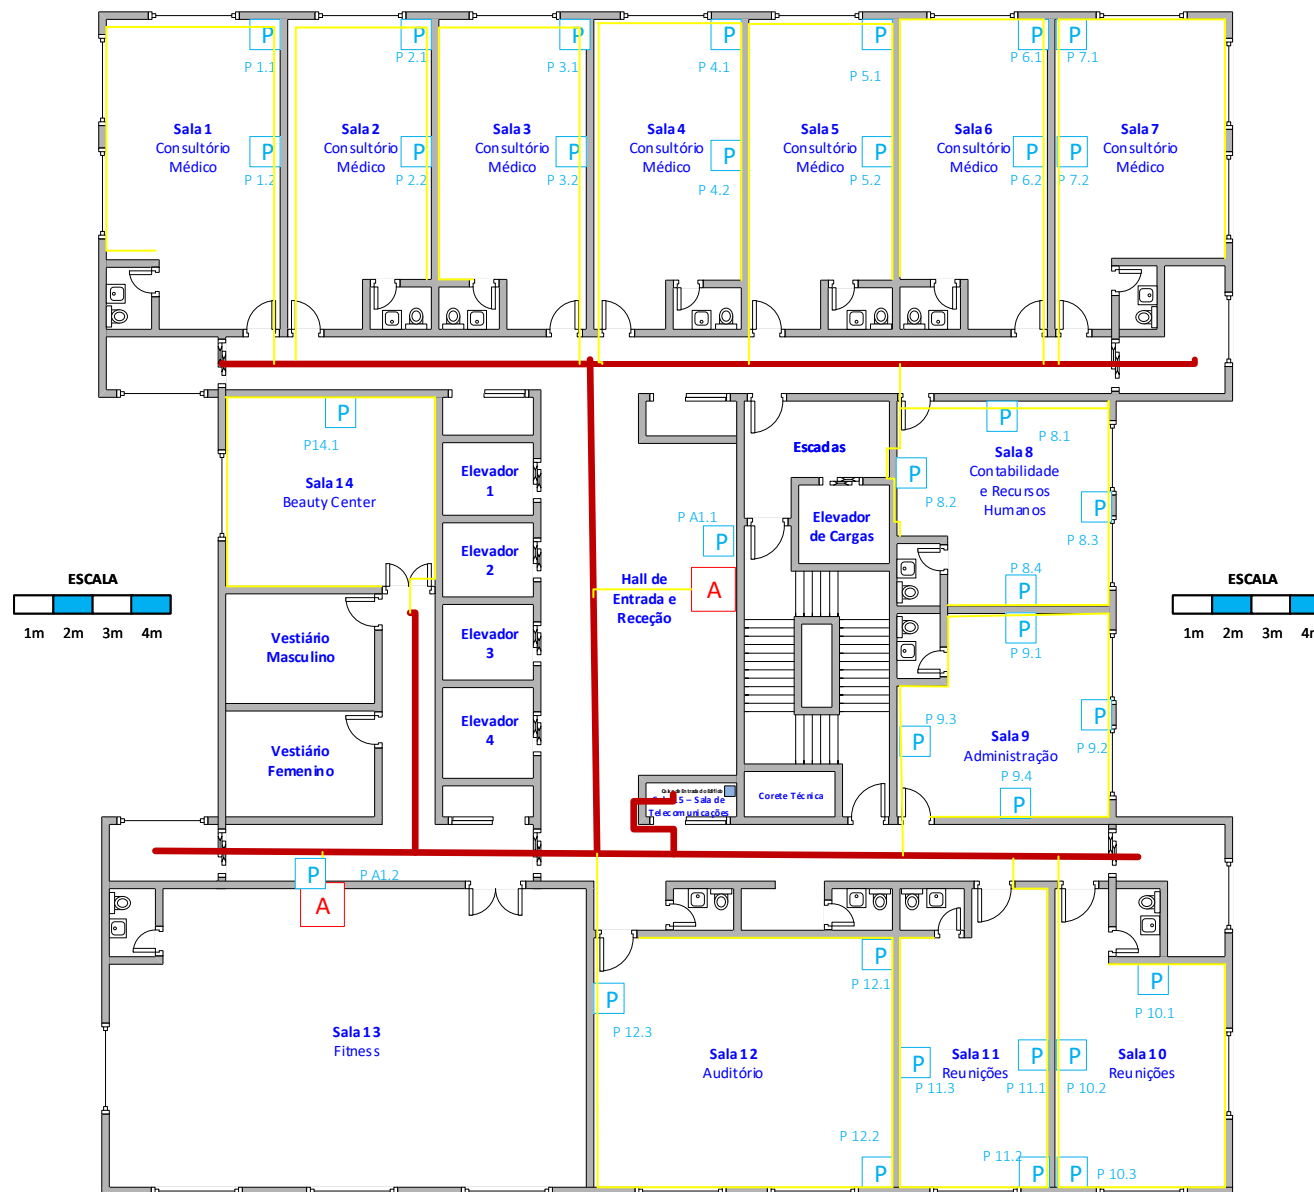 P
P
P
P
P
P
P
P 1.1
P 2.1
P 3.1
P 4.1
P 5.1
P 6.1
P 7.1
Sala 1
Consultório
Médico
Sala 2
Consultório
Médico
Sala 3
Consultório
Médico
Sala 4
Consultório
Médico
Sala 5
Consultório
Médico
Sala 6
Consultório
Médico
Sala 7
Consultório
Médico
P
P
P
P
P
P
P
P 1.2
P 2.2
P 3.2
P 4.2
P 5.2
P 6.2
P 7.2
P
P14.1
Sala 14
Beauty Center
Elevador
1
Elevador
2
Elevador
3
Elevador
4
Escadas
Elevador
de Cargas
P A1.1
P
A
Hall de
Entrada e
Receção
P
P 8.1
Sala 8
Contabilidade
e Recursos
Humanos
P
P 8.2
P
P 8.3
P 8.4
P
ESCALA
1m 2m 3m 4m
ESCALA
1m 2m 3m 4m
Vestiário
Masculino
Vestiário
Femenino
P
P 9.1
P
P 9.2
P 9.3
P
Sala 9
Administração
P 9.4
P
Sala de
Telecomunicações
Corete Técnica
P
P A1.2
A
Sala 13
Fitness
P
P 12.1
P
P 12.3
Sala 12
Auditório
P 12.2
P
P
P 11.3
Sala 11
Reuniões
P
P 11.1
P 11.2
P
P
P 10.1
P
P 10.2
Sala 10
Reuniões
P
P 10.3